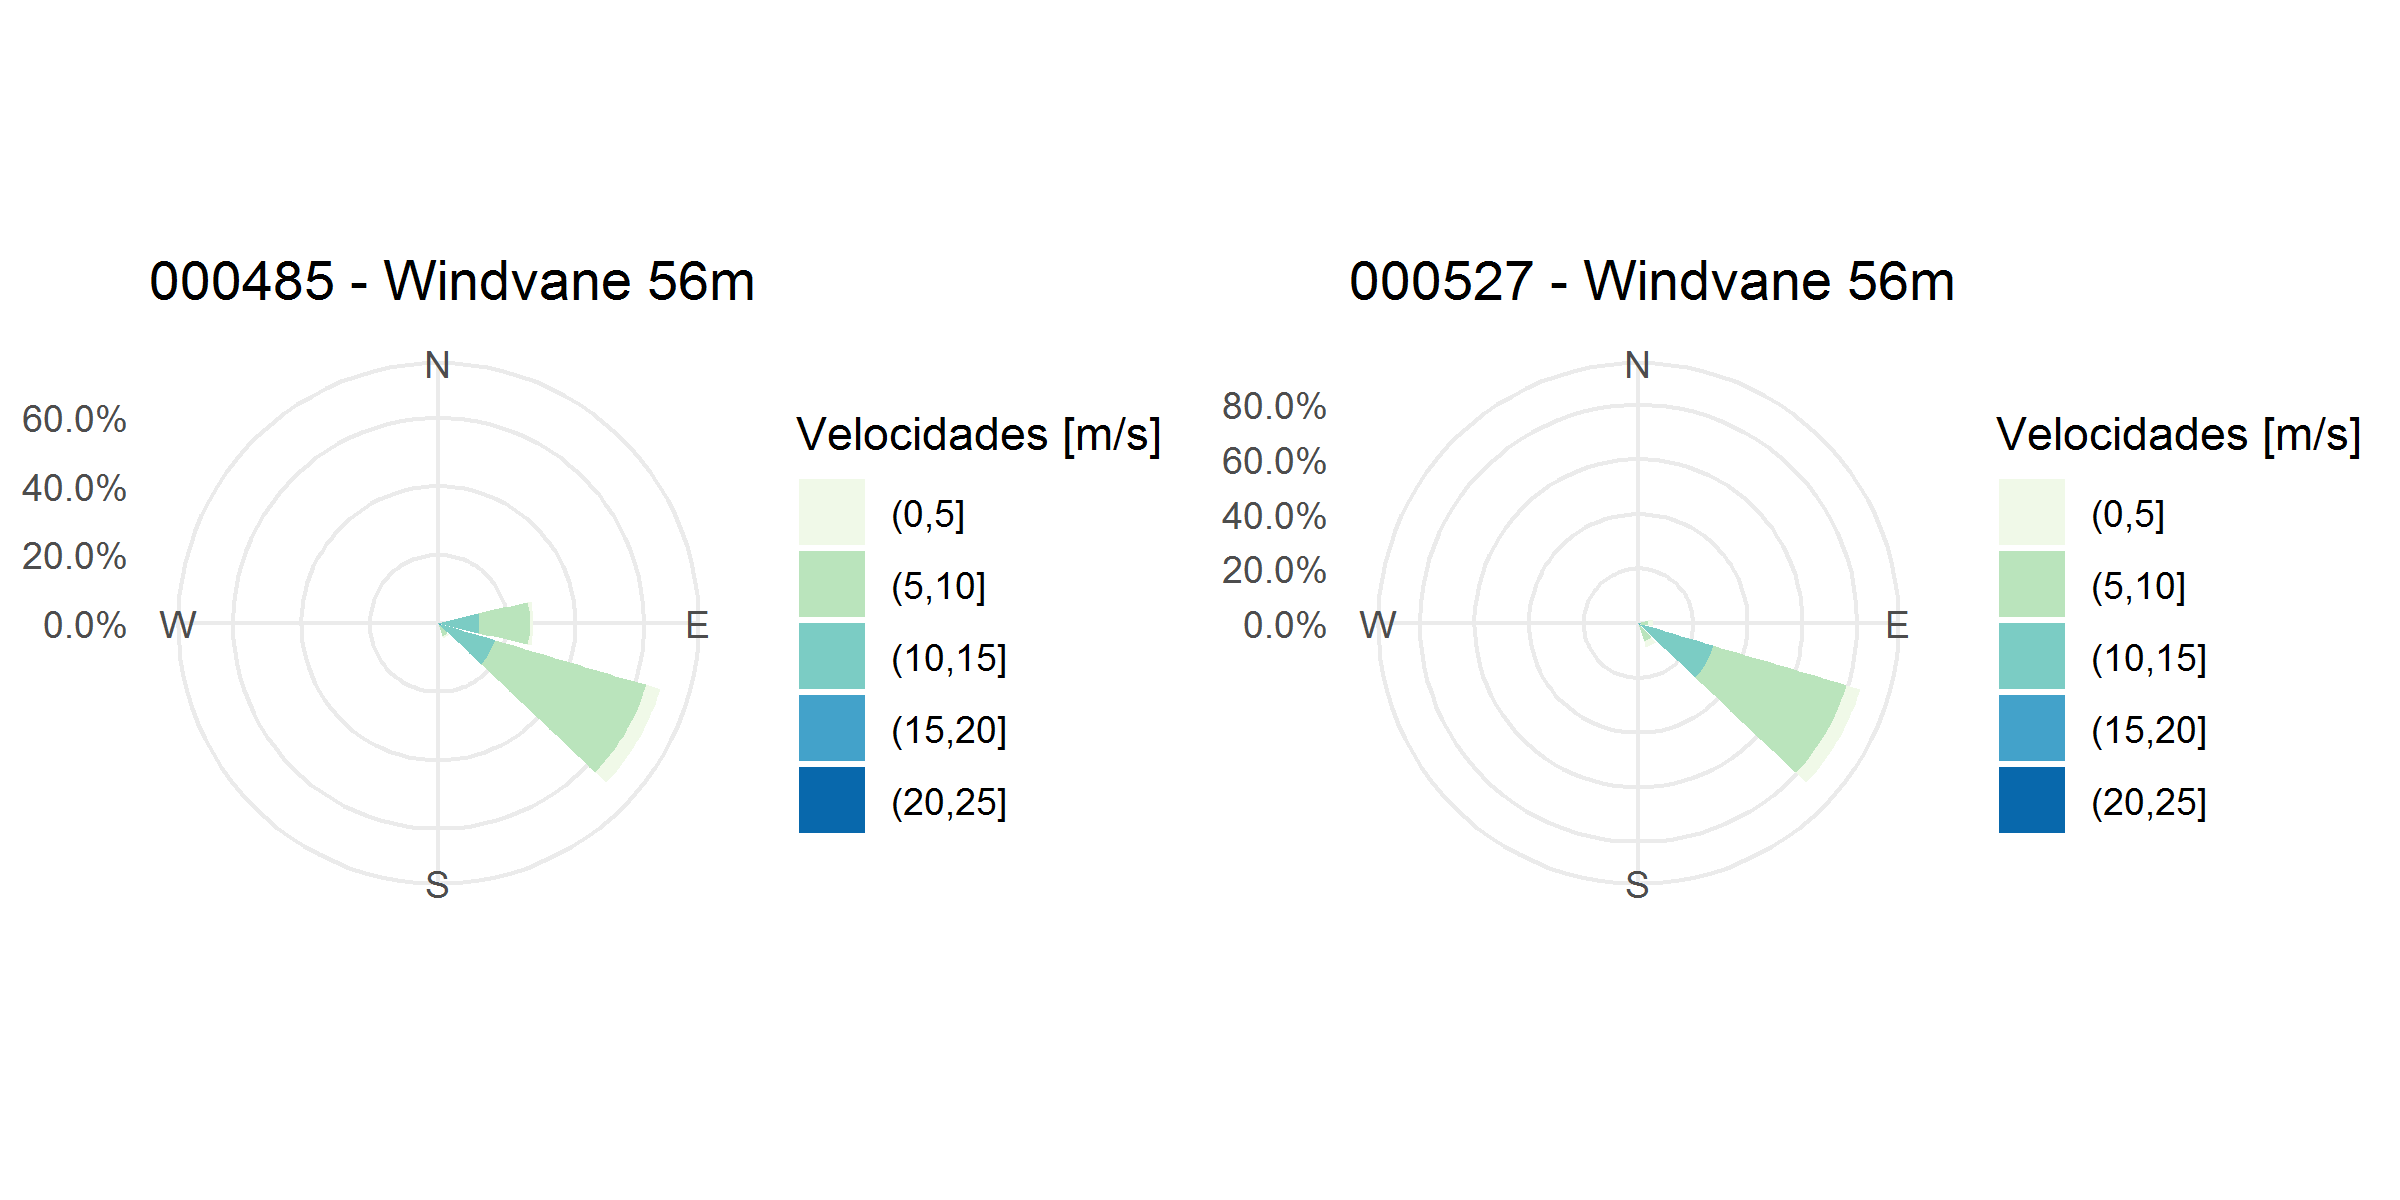 000485 - Windvane 56m
N
60.0%
40.0%
20.0%
0.0%
W
E
S
Velocidades [m/s]
(0,5]
(5,10]
(10,15]
(15,20]
(20,25]
000527 - Windvane 56m
N
80.0%
60.0%
40.0%
20.0%
0.0%
W
E
S
Velocidades [m/s]
(0,5]
(5,10]
(10,15]
(15,20]
(20,25]